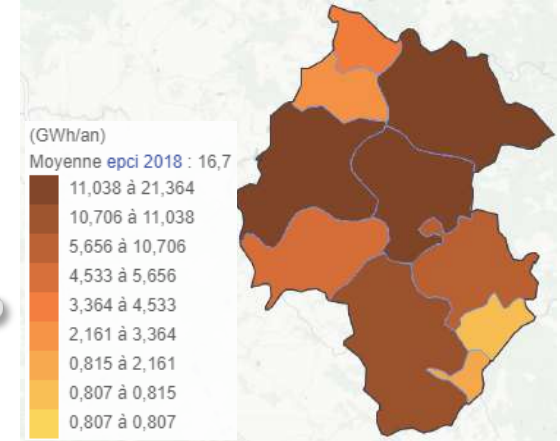 (GWh/an)
Moyenne epci 2018 : 16,7
11,038 à 21,364
10,706 à 11,038
5,656 à 10,706
4,533 à 5,656
3,364 à 4,533
2,161 à 3,364
0,815 à 2,161
0,807 à 0,815
0,807 à 0,807